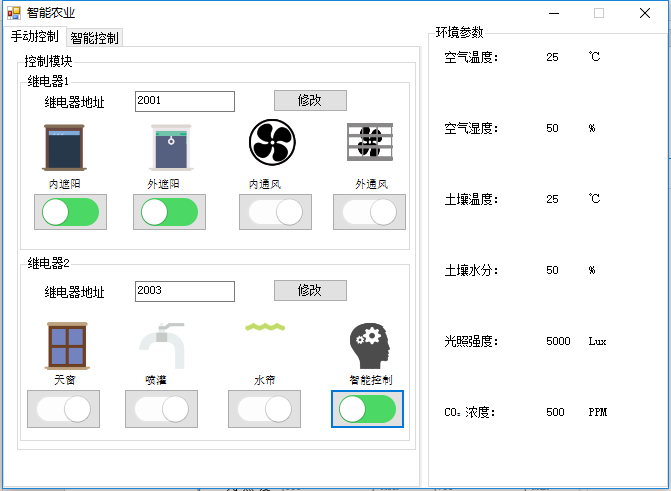 智能农业
手动控制 智能控制
控制模块
继电器1
继电器地址 2001 修改
内遮阳 外遮阳 内通风 外通风
继电器2
继电器地址 2003 修改
天窗 喷灌 水帘 智能控制
环境参数
空气温度: 25 ℃
空气湿度: 50 %
土壤温度: 25 ℃
土壤水分: 50 %
光照强度: 5000 Lux
CO₂ 浓度: 500 PPM